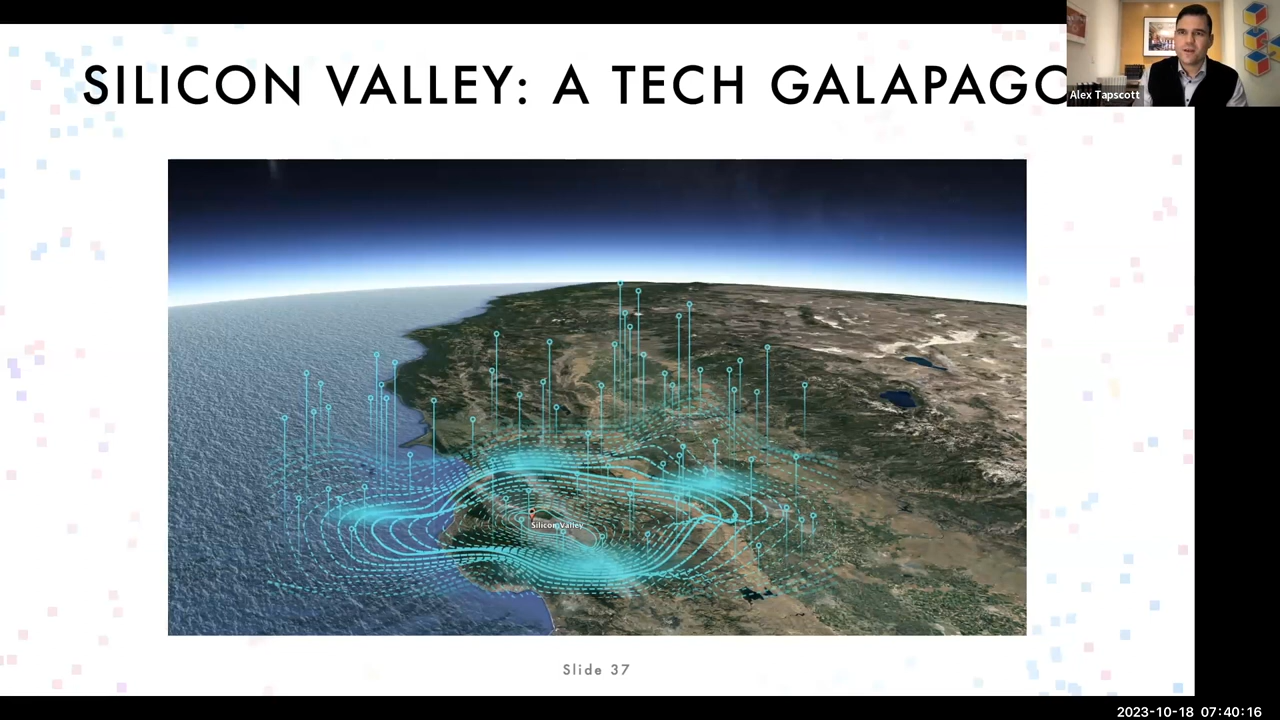 SILICON VALLEY: A TECH GALAPAGO
Alex Tapscott
Silicon Valley
Slide 37
2023-10-18 07:40:16